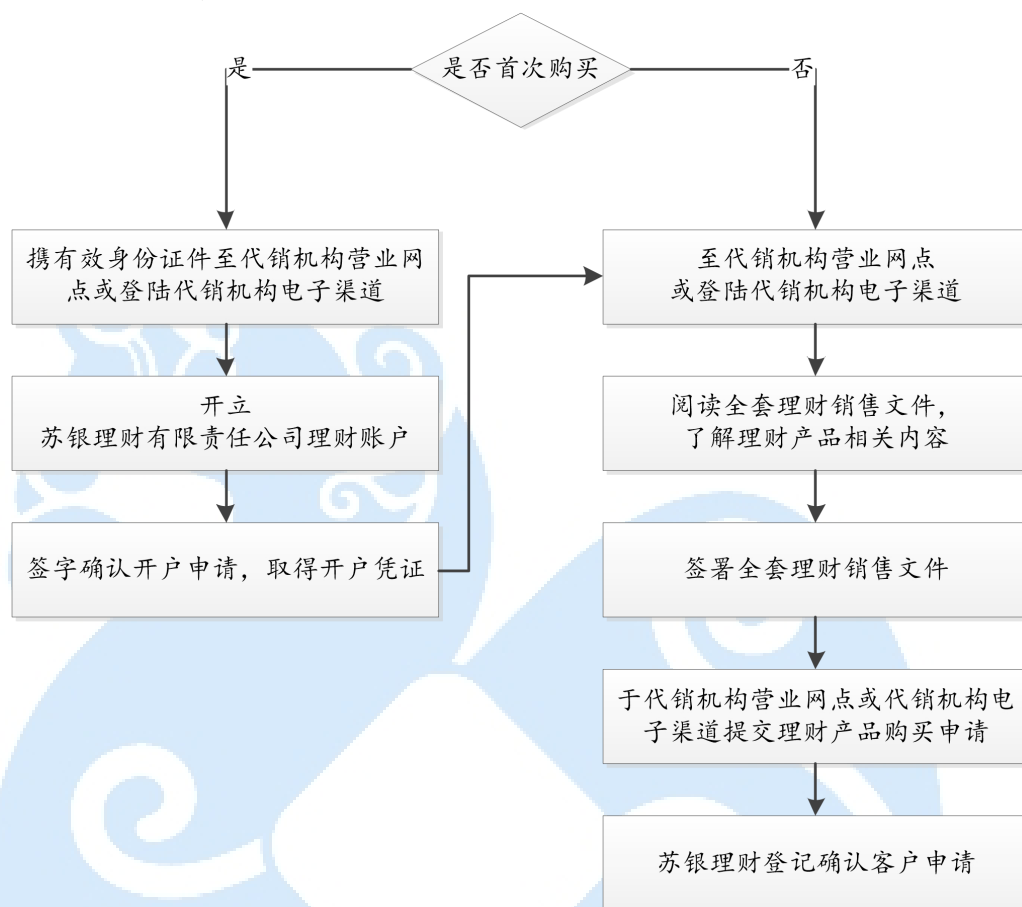 是否首次购买
是
否
携有效身份证件至代销机构营业网
点或登陆代销机构电子渠道
开立
苏银理财有限责任公司理财账户
签字确认开户申请，取得开户凭证
至代销机构营业网点
或登陆代销机构电子渠道
阅读全套理财销售文件，
了解理财产品相关内容
签署全套理财销售文件
于代销机构营业网点或代销机构电
子渠道提交理财产品购买申请
苏银理财登记确认客户申请